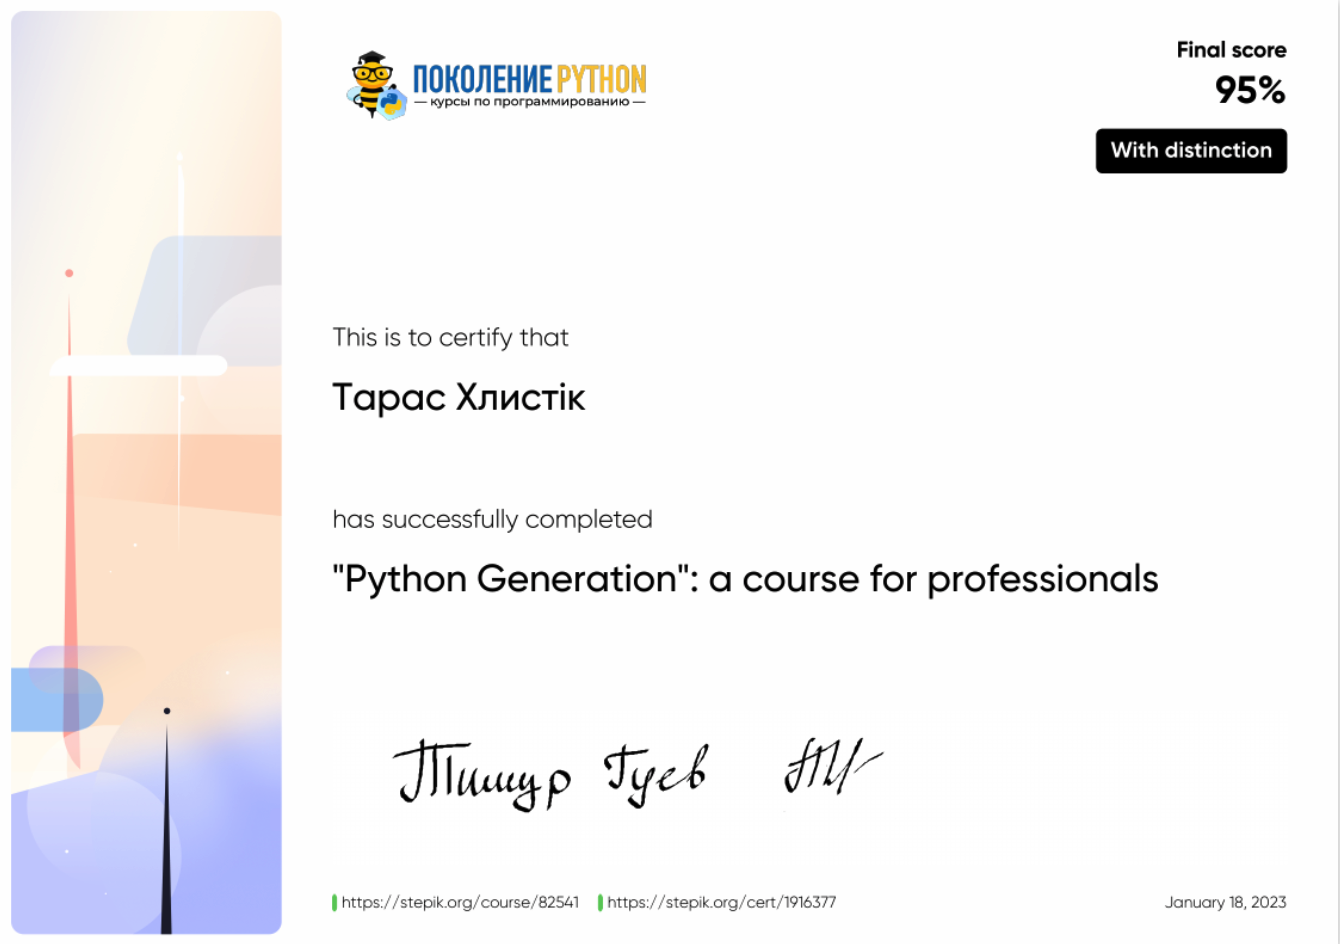 ПОКОЛЕНИЕ PYTHON
— курсы по программированию —
Final score
95%
With distinction
This is to certify that
Тарас Хлистік
has successfully completed
"Python Generation": a course for professionals
Тимур Гуев
https://stepik.org/course/82541 https://stepik.org/cert/1916377
January 18, 2023